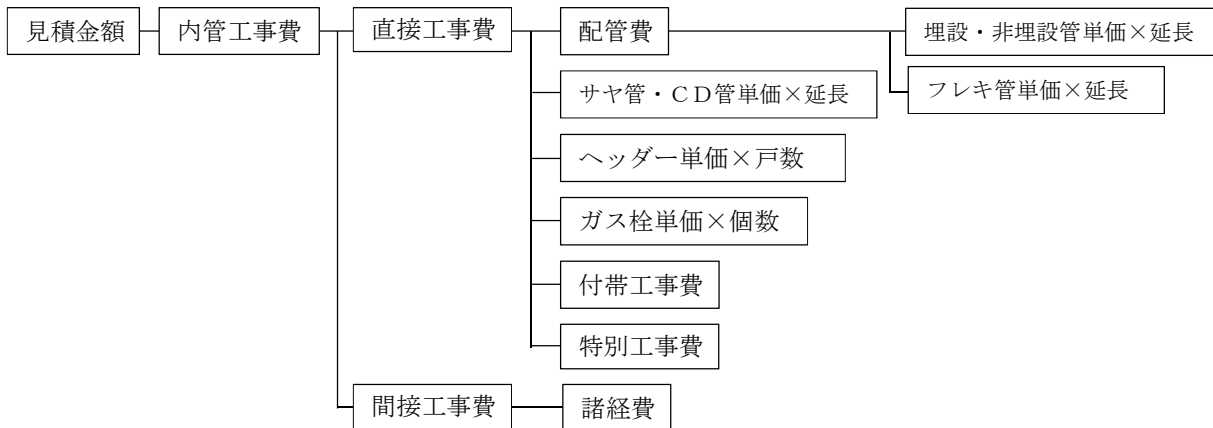 見積金額
内管工事費
直接工事費
配管費
埋設・非埋設管単価×延長
フレキ管単価×延長
サヤ管・ＣＤ管単価×延長
ヘッダー単価×戸数
ガス栓単価×個数
付帯工事費
特別工事費
間接工事費
諸経費